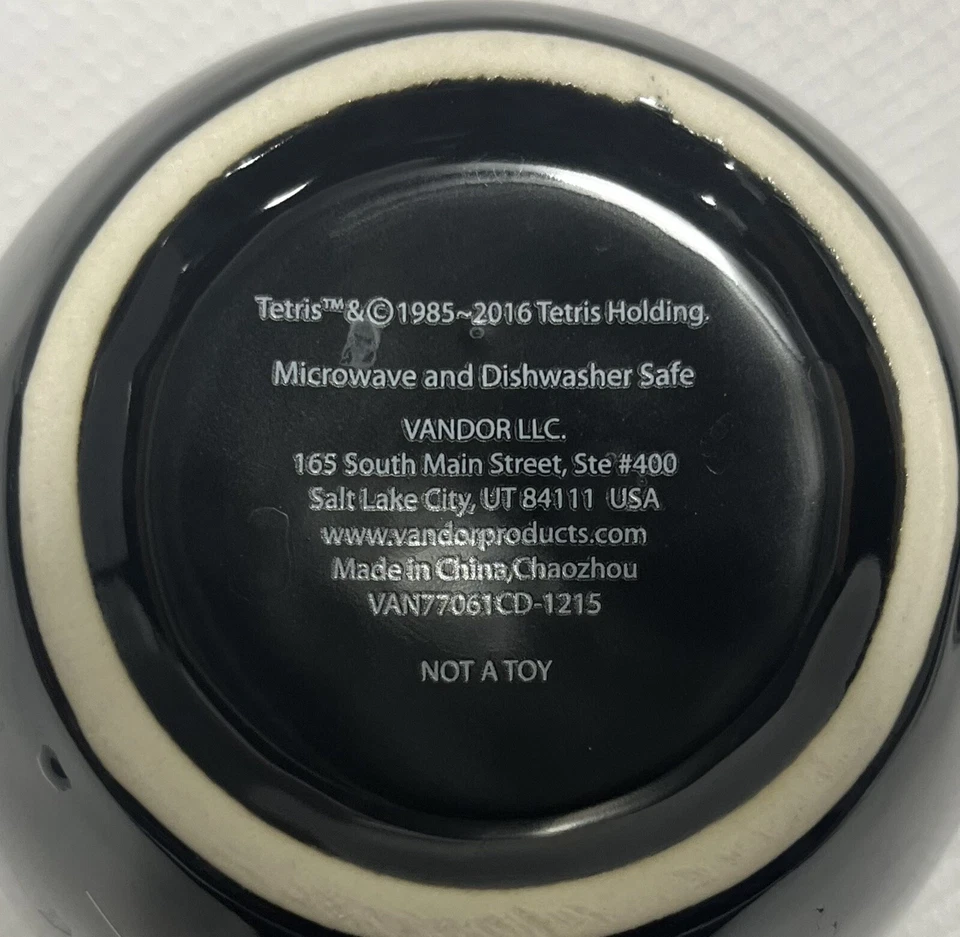 Tetris™&©1985~2016 Tetris Holding.
Microwave and Dishwasher Safe
VANDOR LLC.
165 South Main Street, Ste #400
Salt Lake City, UT 84111 USA
www.vandorproducts.com
Made in China,Chaozhou
VAN77061CD-1215
NOT A TOY